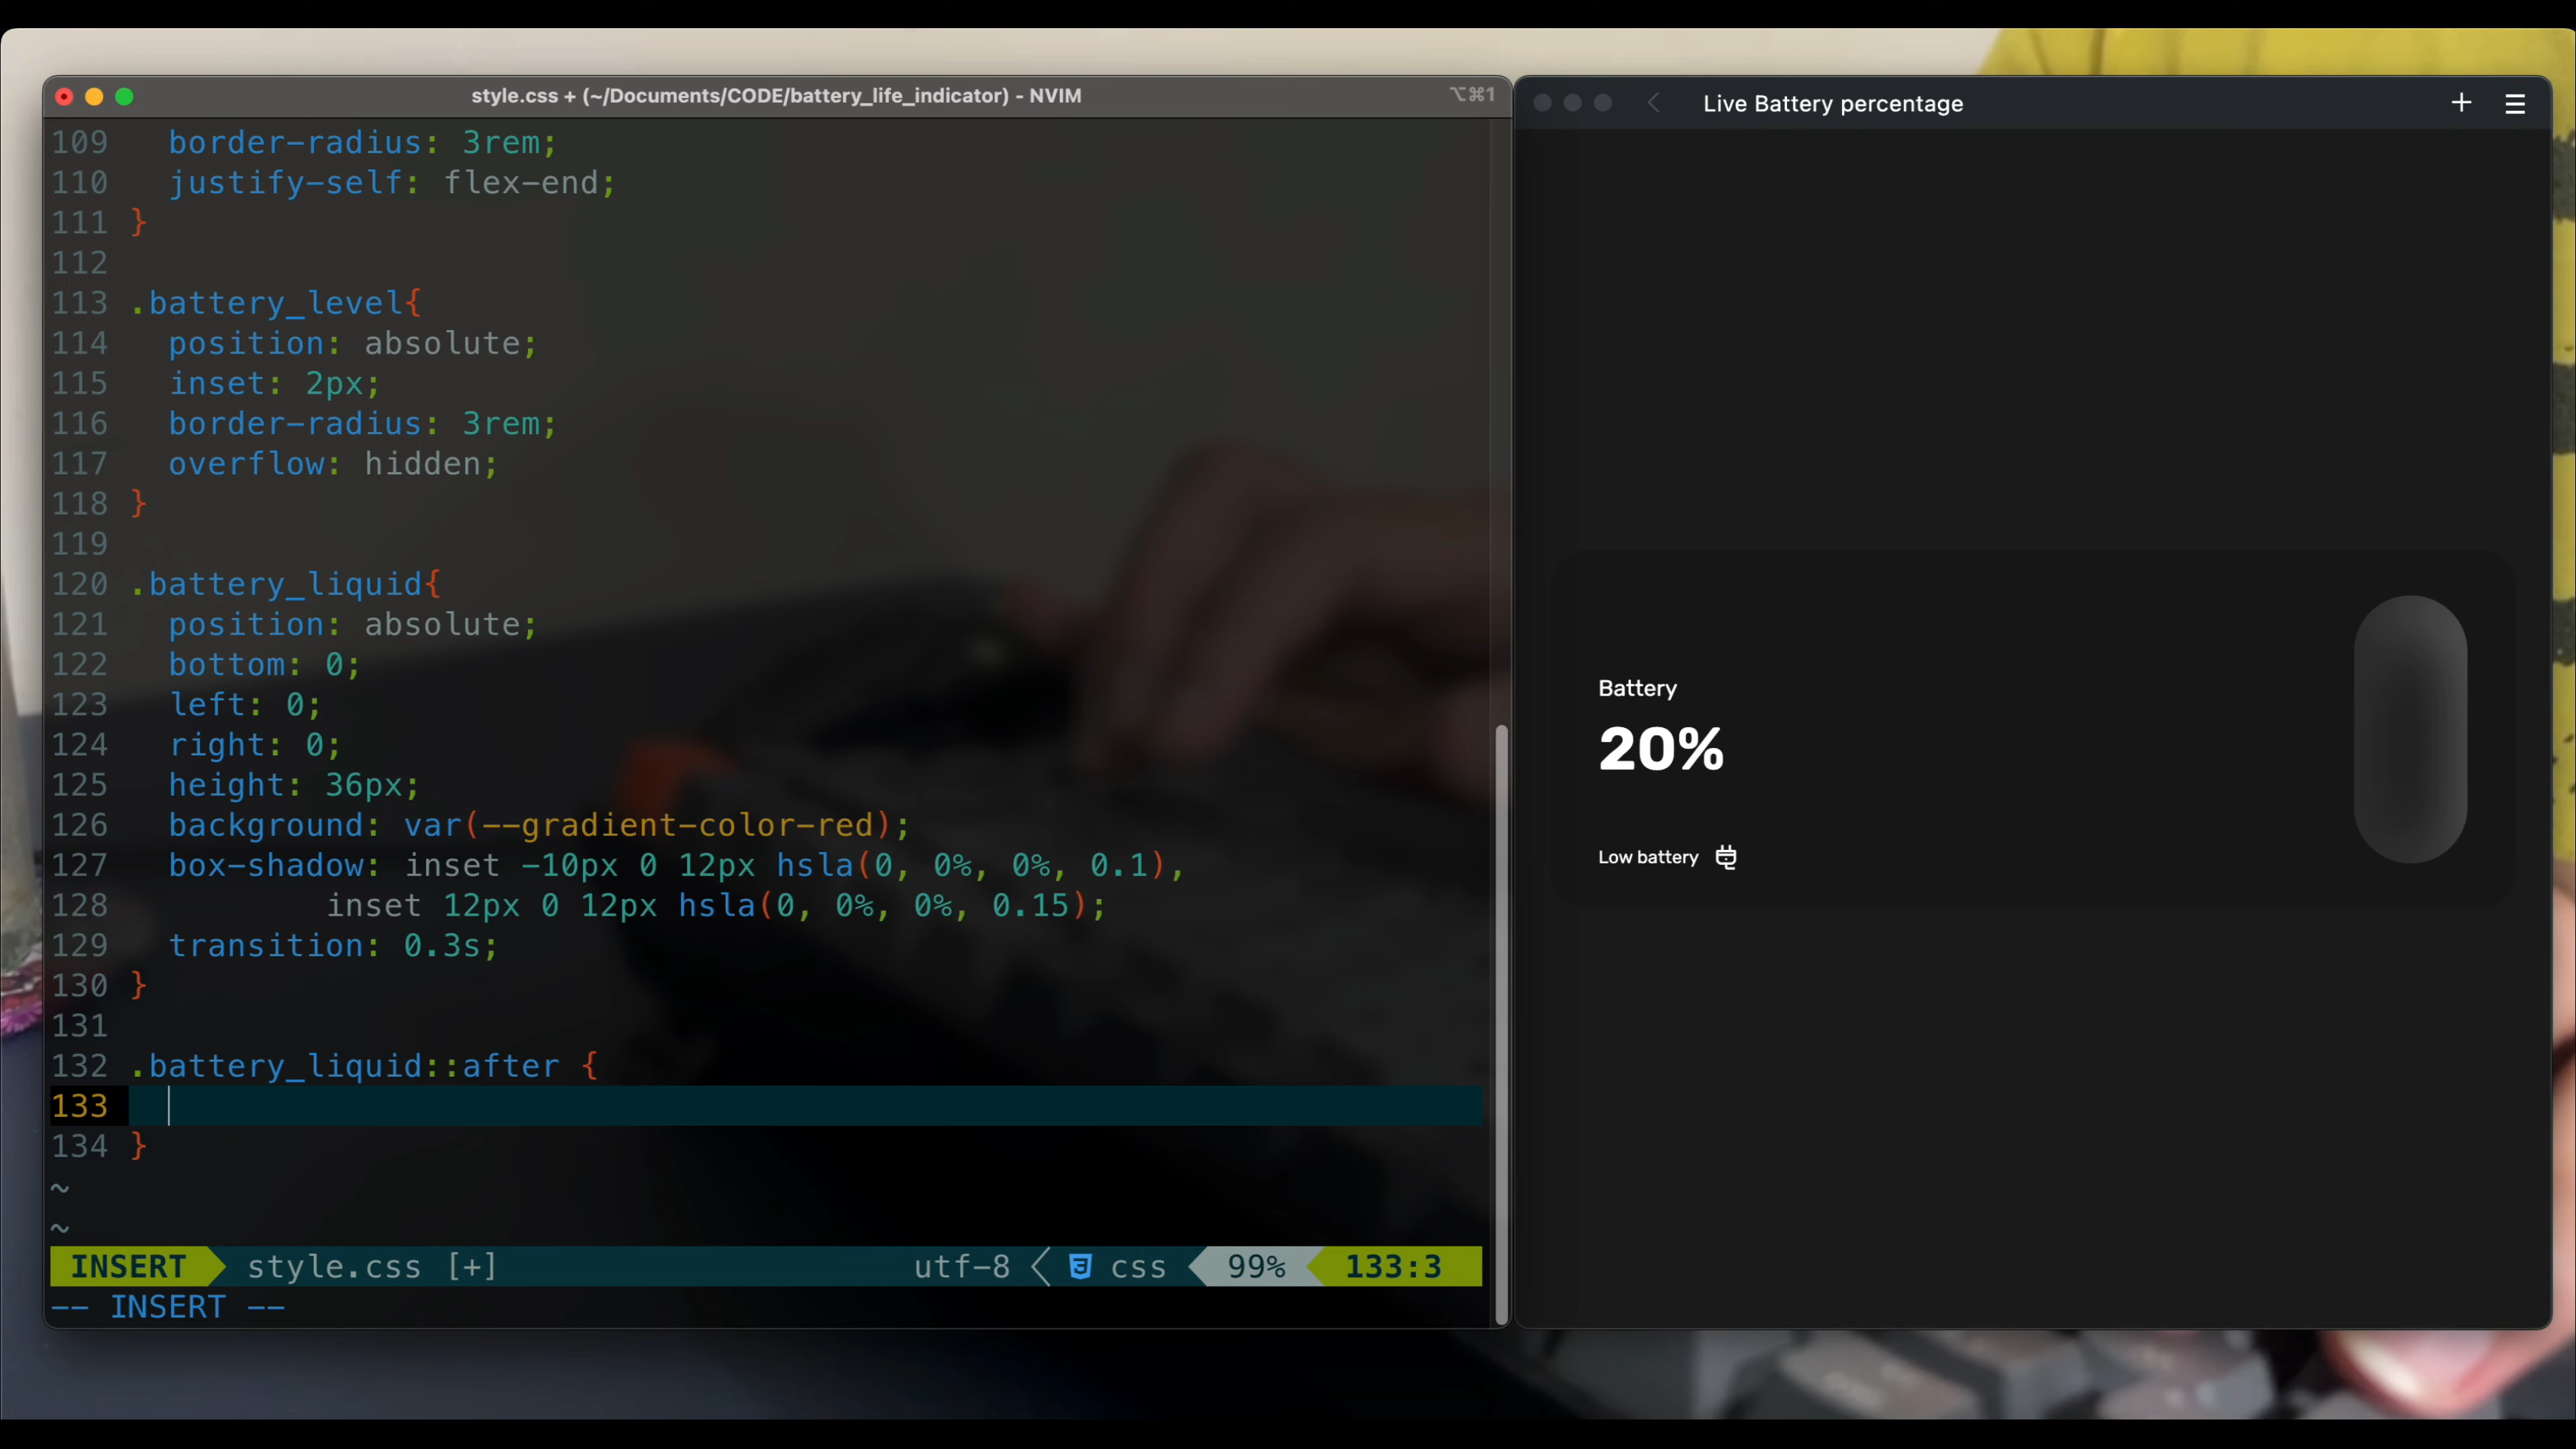 style.css + (~/Documents/CODE/battery_life_indicator) - NVIM
⌥⌘1
109 border-radius: 3rem;
110 justify-self: flex-end;
111 }
112
113 .battery_level{
114 position: absolute;
115 inset: 2px;
116 border-radius: 3rem;
117 overflow: hidden;
118 }
119
120 .battery_liquid{
121 position: absolute;
122 bottom: 0;
123 left: 0;
124 right: 0;
125 height: 36px;
126 background: var(--gradient-color-red);
127 box-shadow: inset -10px 0 12px hsla(0, 0%, 0%, 0.1),
128 inset 12px 0 12px hsla(0, 0%, 0%, 0.15);
129 transition: 0.3s;
130 }
131
132 .battery_liquid::after {
133
134 }
~
~
INSERT style.css [+] utf-8 css 99% 133:3
-- INSERT --
Live Battery percentage
Battery
20%
Low battery